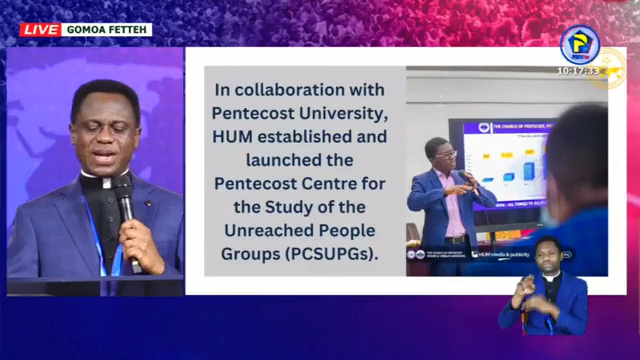 LIVE GOMOA FETTEH
10:17:33
In collaboration with
Pentecost University,
HUM established and
launched the
Pentecost Centre for
the Study of the
Unreached People
Groups (PCSUPGs).
THE CHURCH OF PENTECOST,
HUM media & publicity